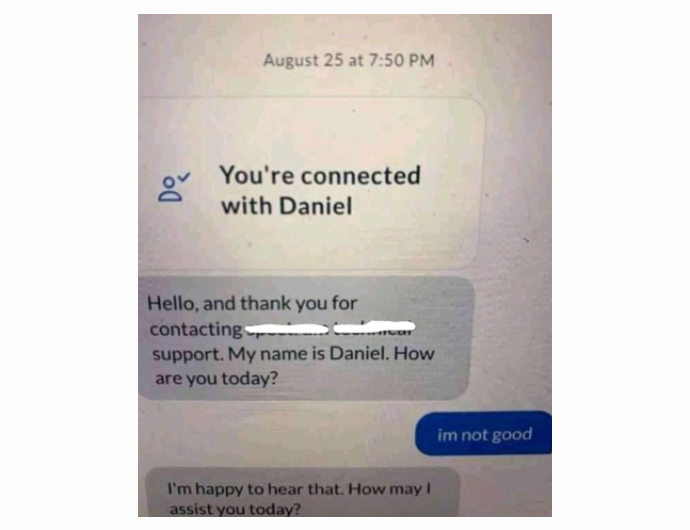 August 25 at 7:50 PM
You're connected
with Daniel
Hello, and thank you for
contacting
support. My name is Daniel. How
are you today?
im not good
I'm happy to hear that. How may I
assist you today?